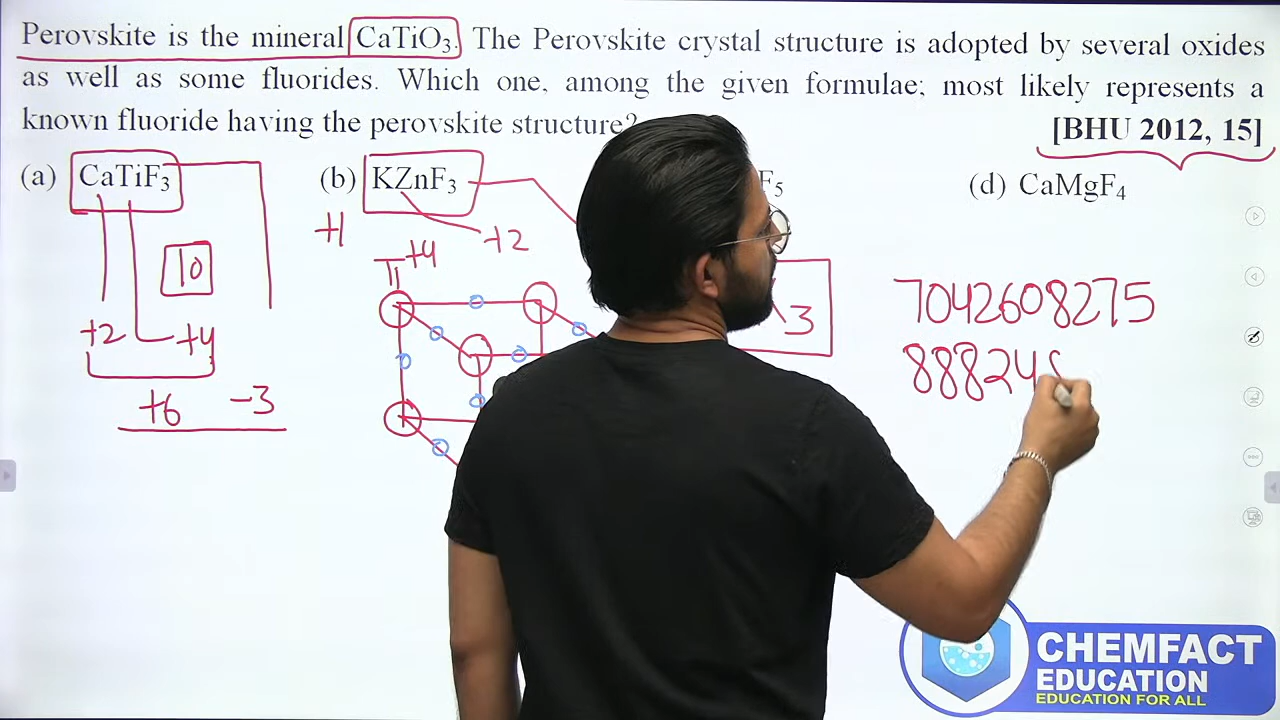 Perovskite is the mineral CaTiO₃. The Perovskite crystal structure is adopted by several oxides
as well as some fluorides. Which one, among the given formulae; most likely represents a
known fluoride having the perovskite structure?
[BHU 2012, 15]
(a) CaTiF₃ (b) KZnF₃ F₅ (d) CaMgF₄
+1 +2
10
Ti +4
+2 +4
3
+6 -3
7042608275
88824
CHEMFACT
EDUCATION
EDUCATION FOR ALL